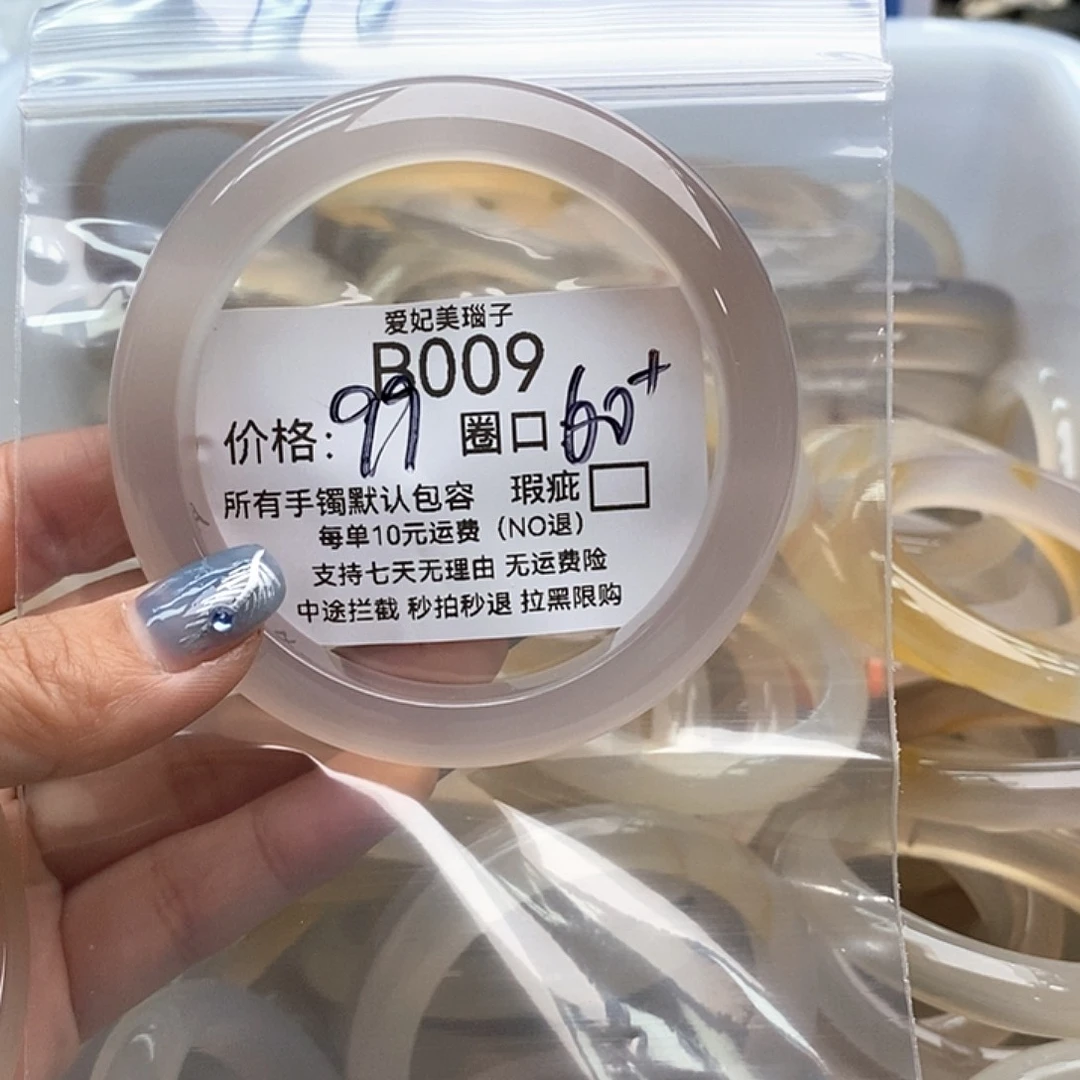 爱妃美瑙子
B009
价格：99 圈口60+
所有手镯默认包容 瑕疵
每单10元运费（NO退）
支持七天无理由 无运费险
中途拦截 秒拍秒退 拉黑限购